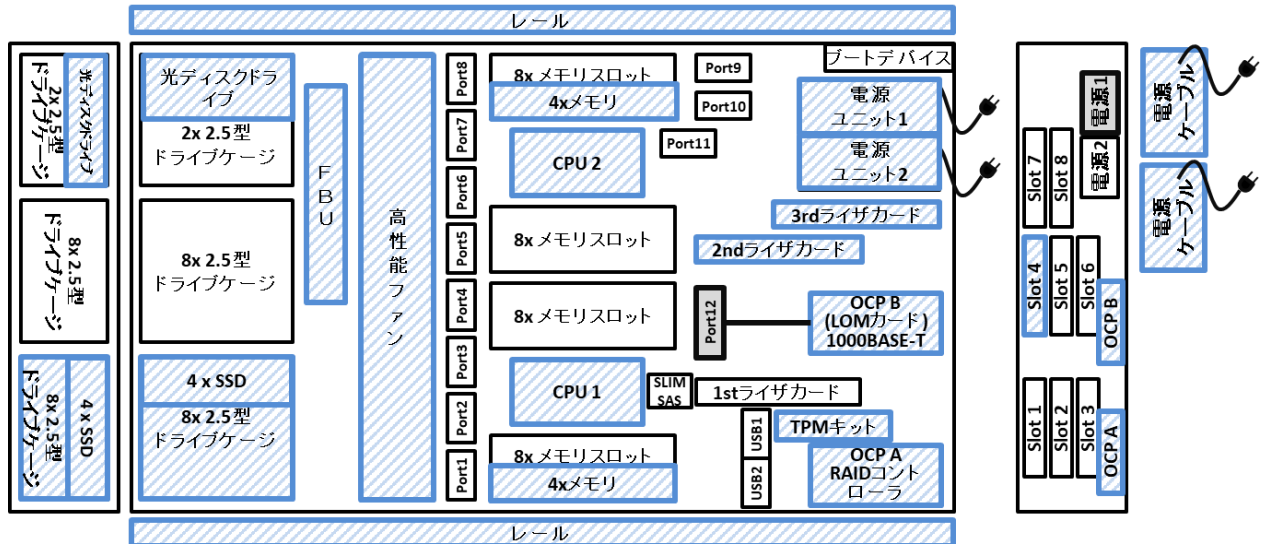 レール
光ディスクドライブ
2x 2.5型
ドライブケージ
8x 2.5型
ドライブケージ
4 x SSD
8x 2.5型
ドライブケージ
光ディスクドラ
イブ
2x 2.5型
ドライブケージ
8x 2.5型
ドライブケージ
4 x SSD
8x 2.5型
ドライブケージ
FBU
高性能ファン
Port8
Port7
Port6
Port5
Port4
Port3
Port2
Port1
8x メモリスロット
4xメモリ
CPU 2
8x メモリスロット
8x メモリスロット
CPU 1
8x メモリスロット
4xメモリ
Port9
Port10
Port11
Port12
SLIM
SAS
USB1
USB2
ブートデバイス
電源
ユニット1
電源
ユニット2
3rdライザカード
2ndライザカード
OCP B
(LOMカード)
1000BASE-T
1stライザカード
TPMキット
OCP A
RAIDコント
ローラ
レール
電源1
電源2
Slot 7
Slot 8
Slot 4
Slot 5
Slot 6
OCP B
Slot 1
Slot 2
Slot 3
OCP A
電源
ケーブル
電源
ケーブル